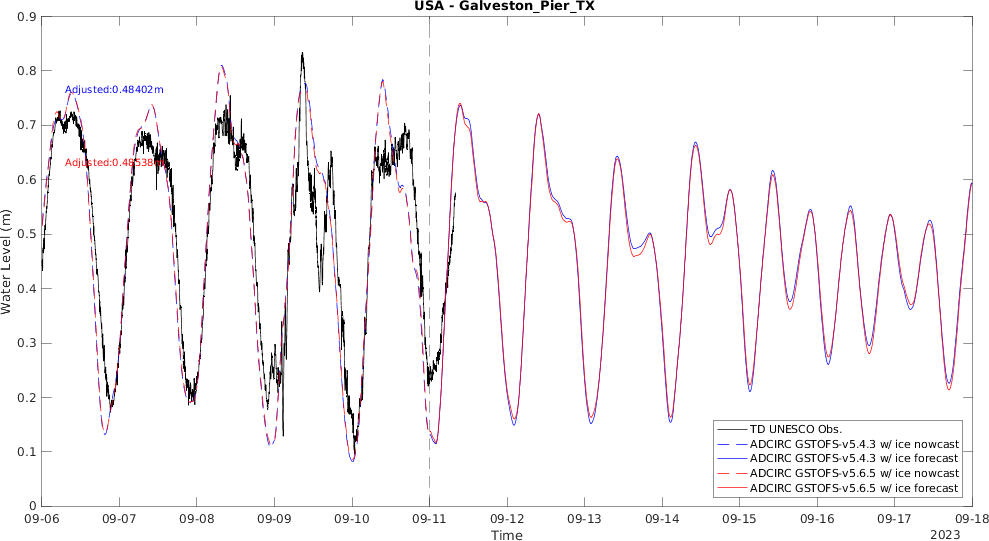 USA - Galveston_Pier_TX
0.9
0.8
0.7
0.6
0.5
0.4
0.3
0.2
0.1
0
Water Level (m)
Adjusted:0.48402m
Adjusted:0.48538m
TD UNESCO Obs.
ADCIRC GSTOFS-v5.4.3 w/ ice nowcast
ADCIRC GSTOFS-v5.4.3 w/ ice forecast
ADCIRC GSTOFS-v5.6.5 w/ ice nowcast
ADCIRC GSTOFS-v5.6.5 w/ ice forecast
09-06 09-07 09-08 09-09 09-10 09-11 09-12 09-13 09-14 09-15 09-16 09-17 09-18
Time
2023